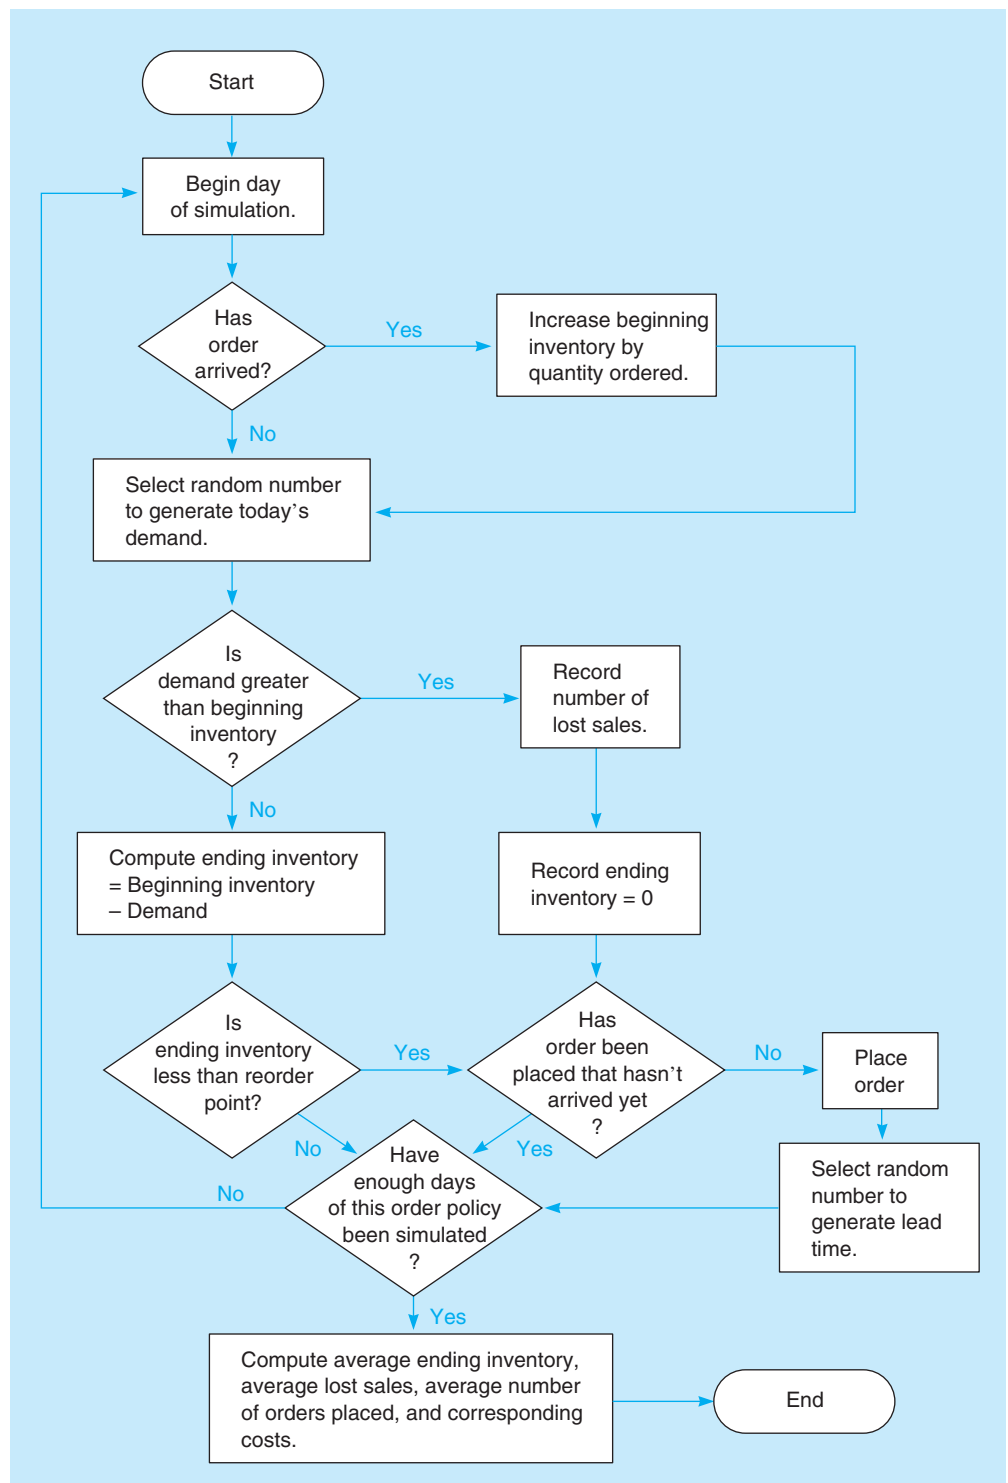 Start
Begin day
of simulation.
Has
order
arrived?
Yes
Increase beginning
inventory by
quantity ordered.
No
Select random number
to generate today’s
demand.
Is
demand greater
than beginning
inventory
?
Yes
Record
number of
lost sales.
No
Compute ending inventory
= Beginning inventory
– Demand
Record ending
inventory = 0
Is
ending inventory
less than reorder
point?
Yes
Has
order been
placed that hasn’t
arrived yet
?
No
Place
order
No
Yes
Select random
number to
generate lead
time.
Have
enough days
of this order policy
been simulated
?
No
Yes
Compute average ending inventory,
average lost sales, average number
of orders placed, and corresponding
costs.
End